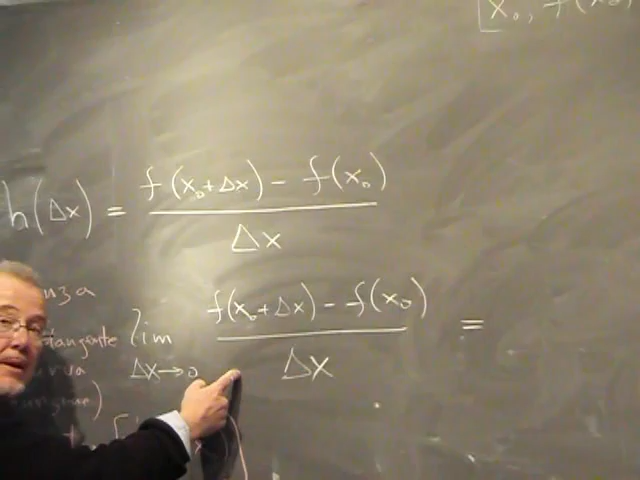 x₀, f(x₀)
h(Δx) = f(x₀+Δx) - f(x₀) / Δx
tangente
lim Δx→0 f(x₀+Δx) - f(x₀) / Δx =